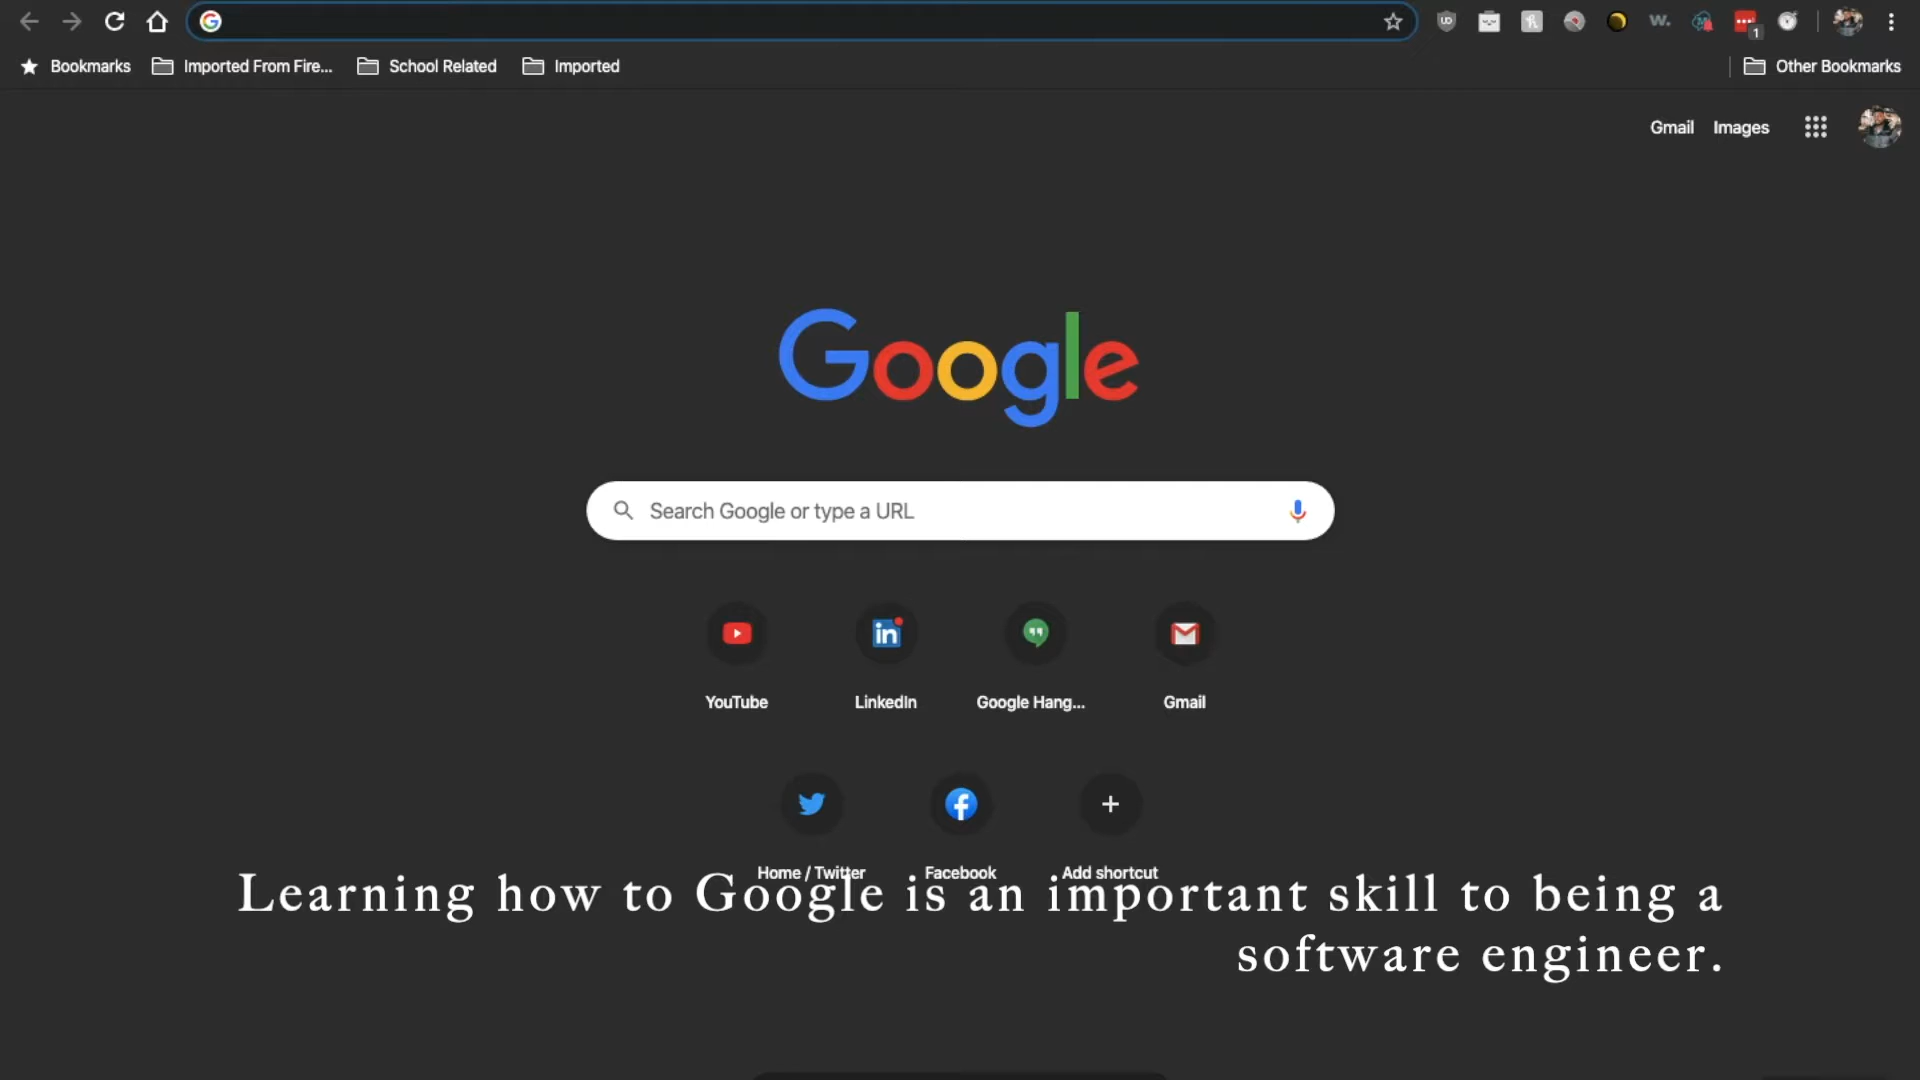 1
Bookmarks
Imported From Fire...
School Related
Imported
Other Bookmarks
Gmail
Images
Google
Search Google or type a URL
YouTube
LinkedIn
Google Hang...
Gmail
Home / Twitter
Facebook
Add shortcut
Learning how to Google is an important skill to being a
software engineer.